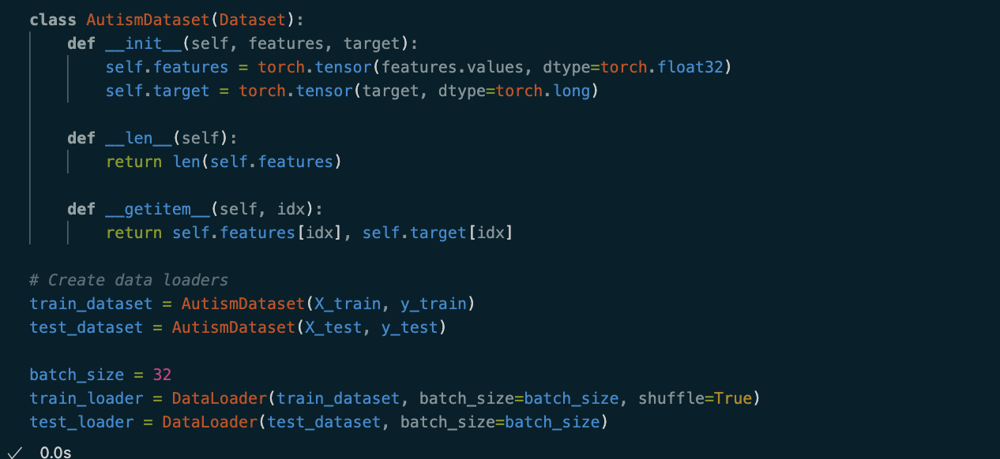 class AutismDataset(Dataset):
    def __init__(self, features, target):
        self.features = torch.tensor(features.values, dtype=torch.float32)
        self.target = torch.tensor(target, dtype=torch.long)
    def __len__(self):
        return len(self.features)
    def __getitem__(self, idx):
        return self.features[idx], self.target[idx]
# Create data loaders
train_dataset = AutismDataset(X_train, y_train)
test_dataset = AutismDataset(X_test, y_test)
batch_size = 32
train_loader = DataLoader(train_dataset, batch_size=batch_size, shuffle=True)
test_loader = DataLoader(test_dataset, batch_size=batch_size)
✓ 0.0s